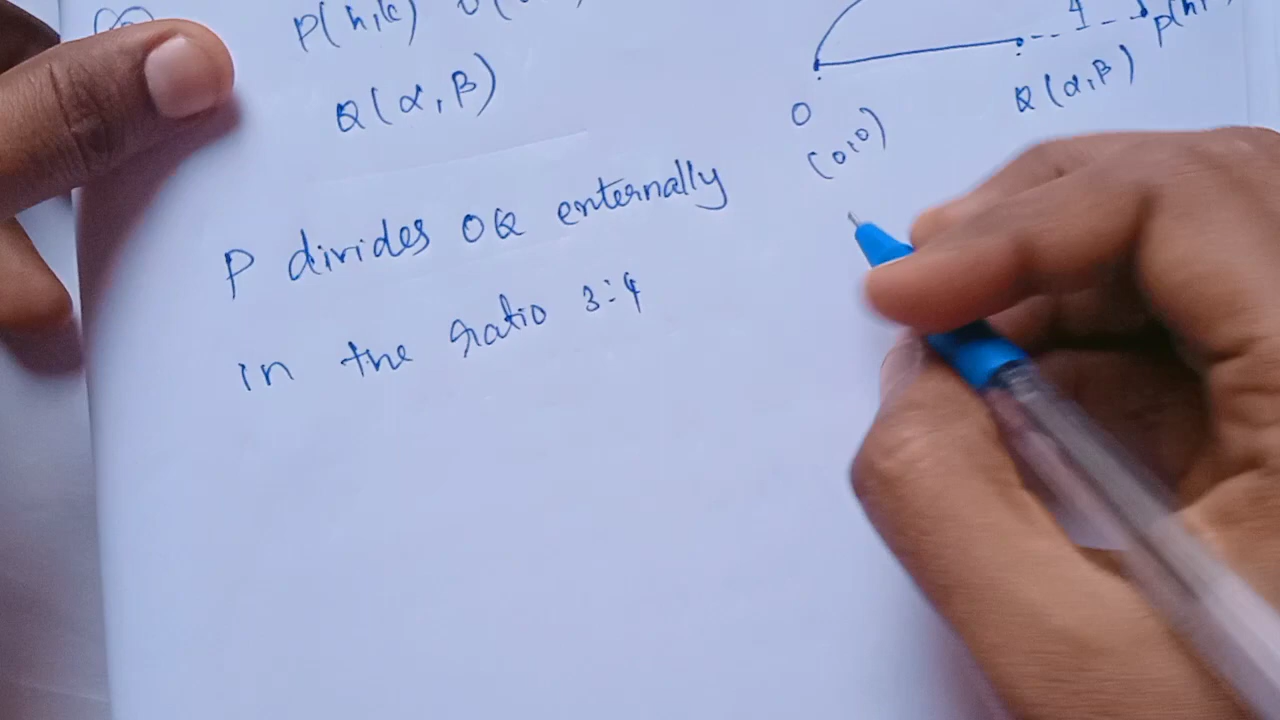 P(h,k) O(
Q(α,β)
4
P(h,
O
(0,0)
Q(α,β)
P divides OQ externally
in the ratio 3:4